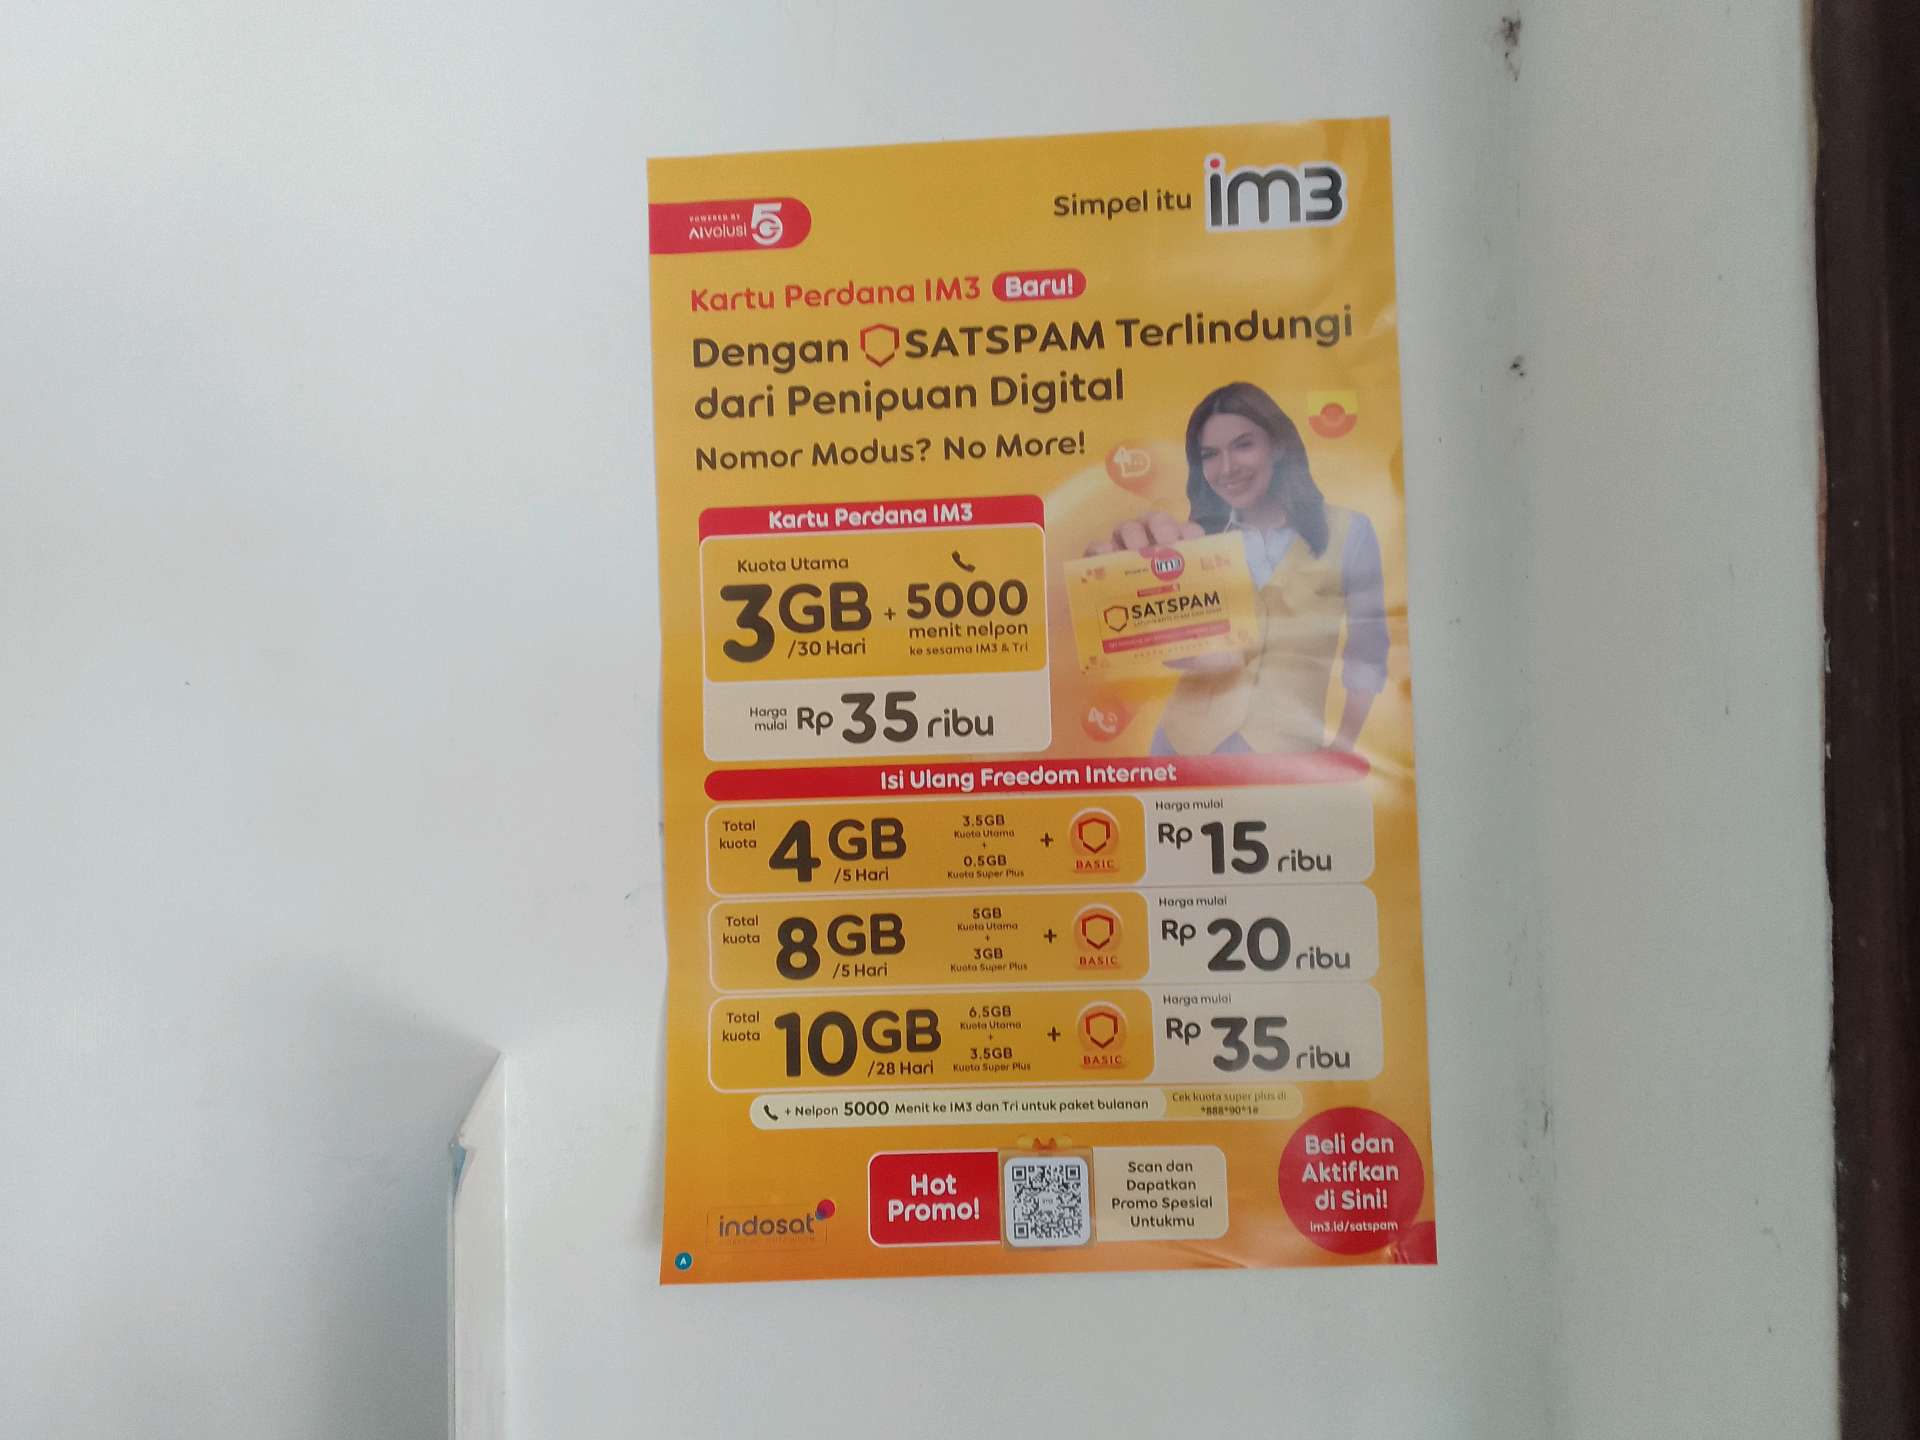 POWERED BY
AIvolusi 5G
Simpel itu im3
Kartu Perdana IM3 Baru!
Dengan SATSPAM Terlindungi
dari Penipuan Digital
Nomor Modus? No More!
Kartu Perdana IM3
Kuota Utama
3GB
/30 Hari
+
5000
menit nelpon
ke sesama IM3 & Tri
Harga
mulai
Rp 35 ribu
im3
SATSPAM
Isi Ulang Freedom Internet
Total
kuota
4GB
/5 Hari
3.5GB
Kuota Utama
+
0.5GB
Kuota Super Plus
+
BASIC
Harga mulai
Rp 15 ribu
Total
kuota
8GB
/5 Hari
5GB
Kuota Utama
+
3GB
Kuota Super Plus
+
BASIC
Harga mulai
Rp 20 ribu
Total
kuota
10GB
/28 Hari
6,5GB
Kuota Utama
+
3.5GB
Kuota Super Plus
+
BASIC
Harga mulai
Rp 35 ribu
+ Nelpon 5000 Menit ke IM3 dan Tri untuk paket bulanan
Cek kuota super plus di
*888*90*1#
Hot
Promo!
Scan dan
Dapatkan
Promo Spesial
Untukmu
Beli dan
Aktifkan
di Sini!
im3.id/satspam
indosat
A